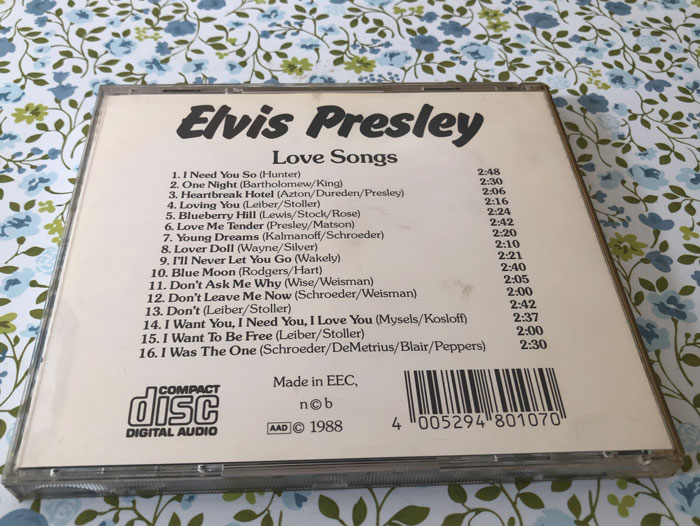 Elvis Presley
Love Songs
1. I Need You So (Hunter) 2:48
2. One Night (Bartholomew/King) 2:30
3. Heartbreak Hotel (Azton/Dureden/Presley) 2:06
4. Loving You (Leiber/Stoller) 2:16
5. Blueberry Hill (Lewis/Stock/Rose) 2:24
6. Love Me Tender (Presley/Matson) 2:42
7. Young Dreams (Kalmanoff/Schroeder) 2:20
8. Lover Doll (Wayne/Silver) 2:10
9. I'll Never Let You Go (Wakely) 2:21
10. Blue Moon (Rodgers/Hart) 2:40
11. Don't Ask Me Why (Wise/Weisman) 2:05
12. Don't Leave Me Now (Schroeder/Weisman) 2:00
13. Don't (Leiber/Stoller) 2:42
14. I Want You, I Need You, I Love You (Mysels/Kosloff) 2:37
15. I Want To Be Free (Leiber/Stoller) 2:00
16. I Was The One (Schroeder/DeMetrius/Blair/Peppers) 2:30
COMPACT
disc
DIGITAL AUDIO
Made in EEC,
n©b
AAD © 1988
4 005294 801070